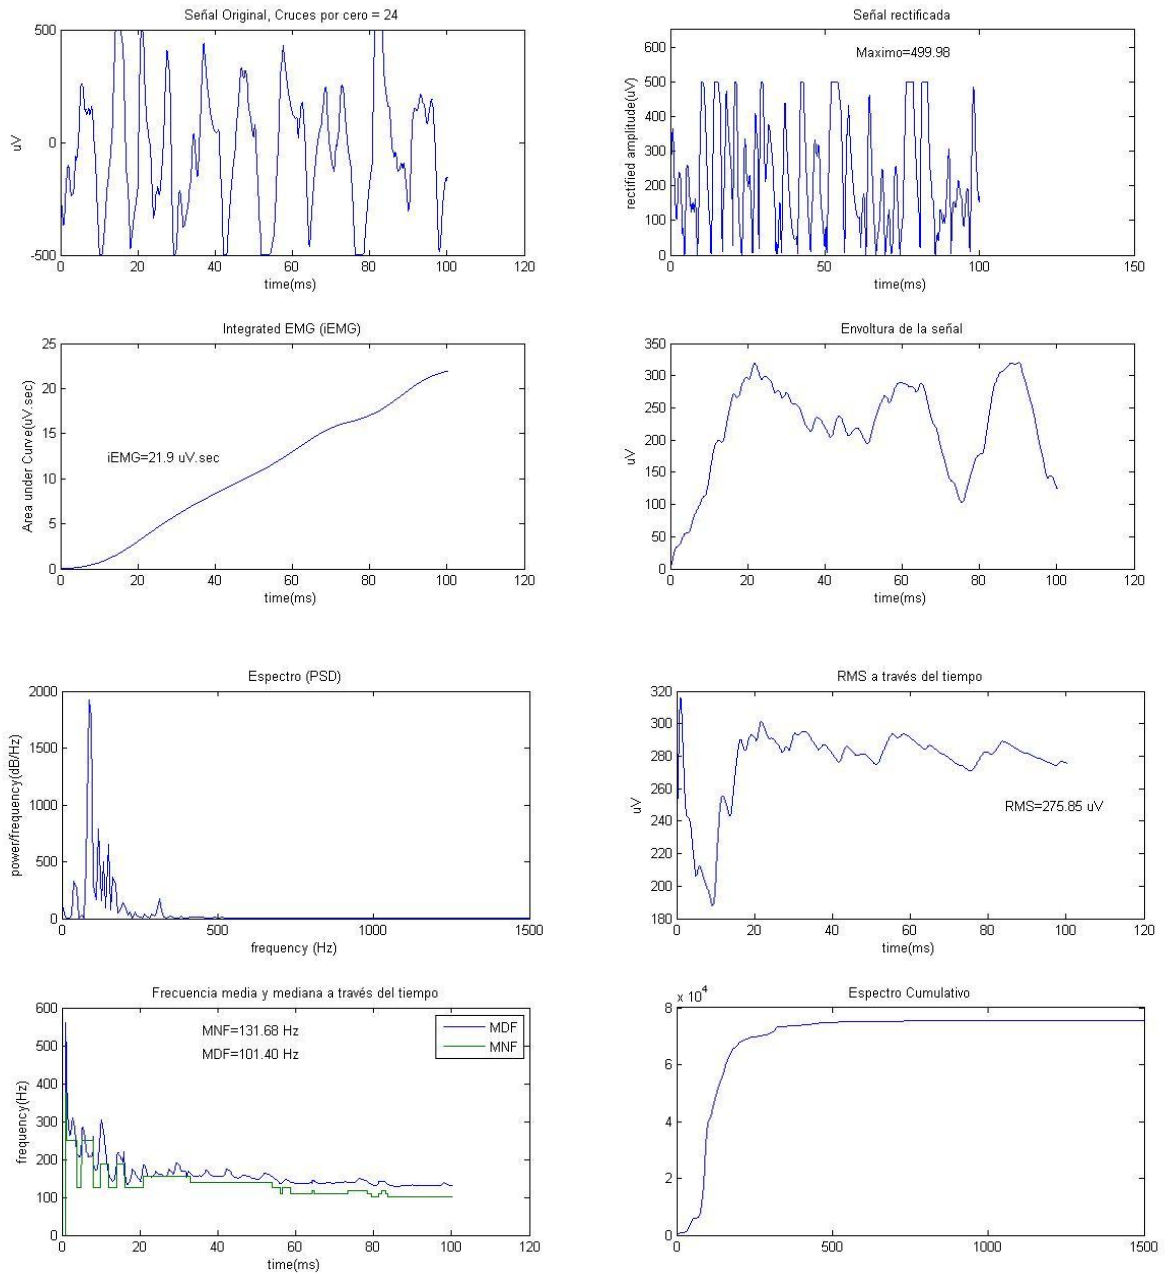 Señal Original, Cruces por cero = 24
500
0
-500
uV
0 20 40 60 80 100 120
time(ms)
Señal rectificada
Maximo=499.98
600
500
400
300
200
100
0
rectified amplitude(uV)
0 50 100 150
time(ms)
Integrated EMG (iEMG)
25
20
15
10
5
0
Area under Curve(uV.sec)
iEMG=21.9 uV.sec
0 20 40 60 80 100 120
time(ms)
Envoltura de la señal
350
300
250
200
150
100
50
0
uV
0 20 40 60 80 100 120
time(ms)
Espectro (PSD)
2000
1500
1000
500
0
power/frequency(dB/Hz)
0 500 1000 1500
frequency (Hz)
RMS a través del tiempo
320
300
280
260
240
220
200
180
uV
RMS=275.85 uV
0 20 40 60 80 100 120
time(ms)
Frecuencia media y mediana a través del tiempo
600
500
400
300
200
100
0
frequency(Hz)
MNF=131.68 Hz
MDF=101.40 Hz
MDF
MNF
0 20 40 60 80 100 120
time(ms)
Espectro Cumulativo
x 10^4
8
6
4
2
0
0 500 1000 1500